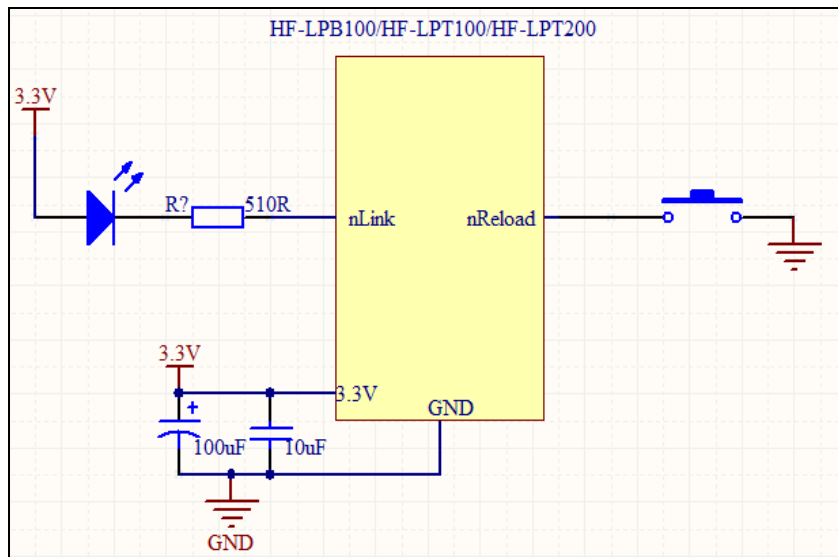 HF-LPB100/HF-LPT100/HF-LPT200
3.3V
R? 510R
nLink
nReload
3.3V
3.3V
GND
+
100uF
10uF
GND